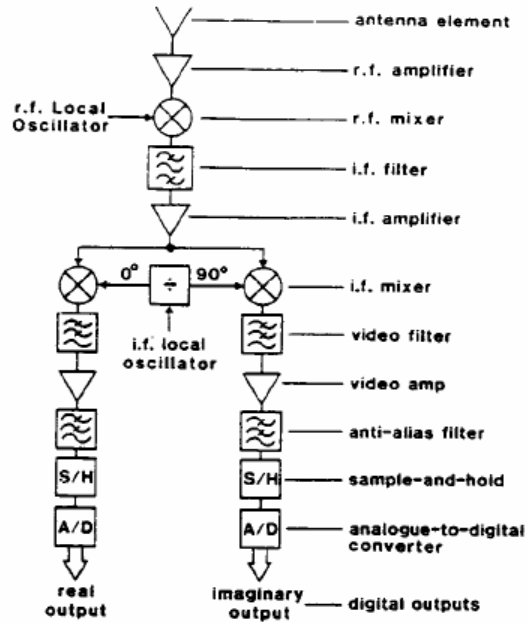 antenna element
r.f. amplifier
r.f. Local
Oscillator
r.f. mixer
i.f. filter
i.f. amplifier
0°
÷
90°
i.f. mixer
i.f. local
oscillator
video filter
video amp
anti-alias filter
S/H
S/H
sample-and-hold
A/D
A/D
analogue-to-digital
converter
real
output
imaginary
output
digital outputs